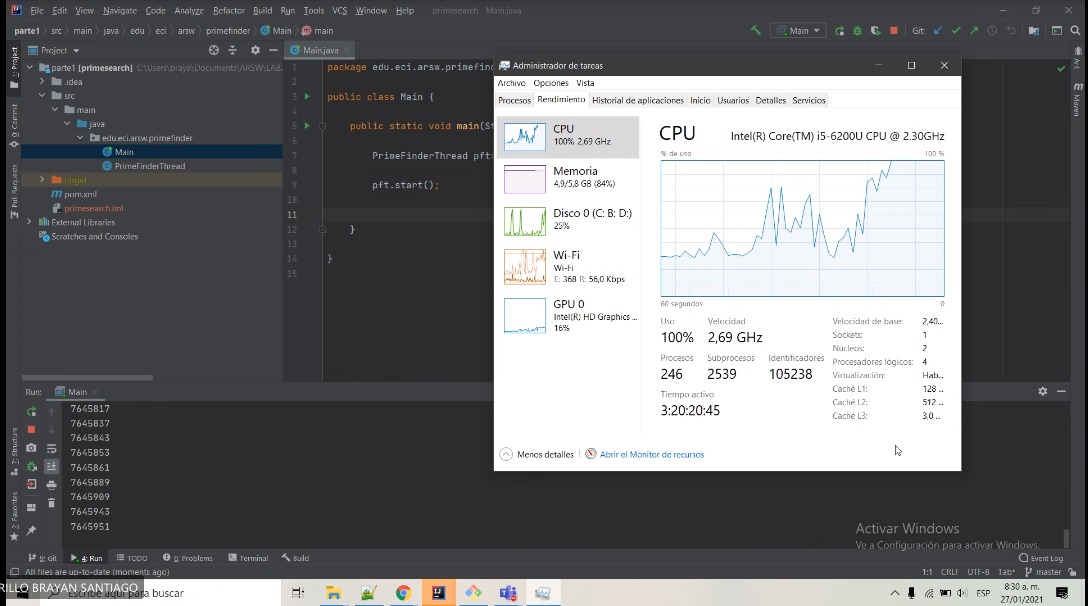 File Edit View Navigate Code Analyze Refactor Build Run Tools VCS Window Help primesearch - Main.java
parte1 src main java edu eci arsw primefinder Main main
Main
Git:
Project
Main.java
1: Project
Commit
Pull Requests
7: Structure
2: Favorites
Ant
Maven
parte1 [primesearch] C:\Users\braya\Documents\ARSW\LAB
.idea
src
main
java
edu.eci.arsw.primefinder
Main
PrimeFinderThread
target
pom.xml
primesearch.iml
External Libraries
Scratches and Consoles
1 package edu.eci.arsw.primefin
2
3 public class Main {
4
5 public static void main(St
6
7 PrimeFinderThread pft
8
9 pft.start();
10
11
12 }
13
14 }
15
Administrador de tareas
Archivo Opciones Vista
Procesos Rendimiento Historial de aplicaciones Inicio Usuarios Detalles Servicios
CPU
100% 2,69 GHz
Memoria
4,9/5,8 GB (84%)
Disco 0 (C: B: D:)
25%
Wi-Fi
Wi-Fi
E: 368 R: 56,0 Kbps
GPU 0
Intel(R) HD Graphics ...
16%
CPU Intel(R) Core(TM) i5-6200U CPU @ 2.30GHz
% de uso 100 %
60 segundos 0
Uso Velocidad
100% 2,69 GHz
Procesos Subprocesos Identificadores
246 2539 105238
Tiempo activo
3:20:20:45
Velocidad de base: 2,40...
Sockets: 1
Núcleos: 2
Procesadores lógicos: 4
Virtualización: Hab...
Caché L1: 128 ...
Caché L2: 512 ...
Caché L3: 3,0 ...
Menos detalles Abrir el Monitor de recursos
Run: Main
7645817
7645837
7645843
7645853
7645861
7645889
7645909
7645943
7645951
Activar Windows
Ve a Configuración para activar Windows.
9: Git 4: Run TODO 6: Problems Terminal Build Event Log
All files are up-to-date (moments ago) 1:1 CRLF UTF-8 Tab* master
RILLO BRAYAN SANTIAGO
Escribe aquí para buscar
ESP
8:30 a. m.
27/01/2021